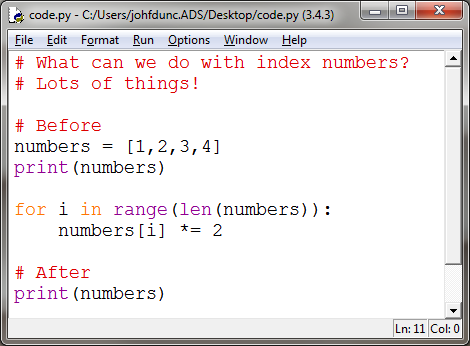 code.py - C:/Users/johfdunc.ADS/Desktop/code.py (3.4.3)
File Edit Format Run Options Window Help
# What can we do with index numbers?
# Lots of things!
# Before
numbers = [1,2,3,4]
print(numbers)
for i in range(len(numbers)):
    numbers[i] *= 2
# After
print(numbers)
Ln: 11 Col: 0